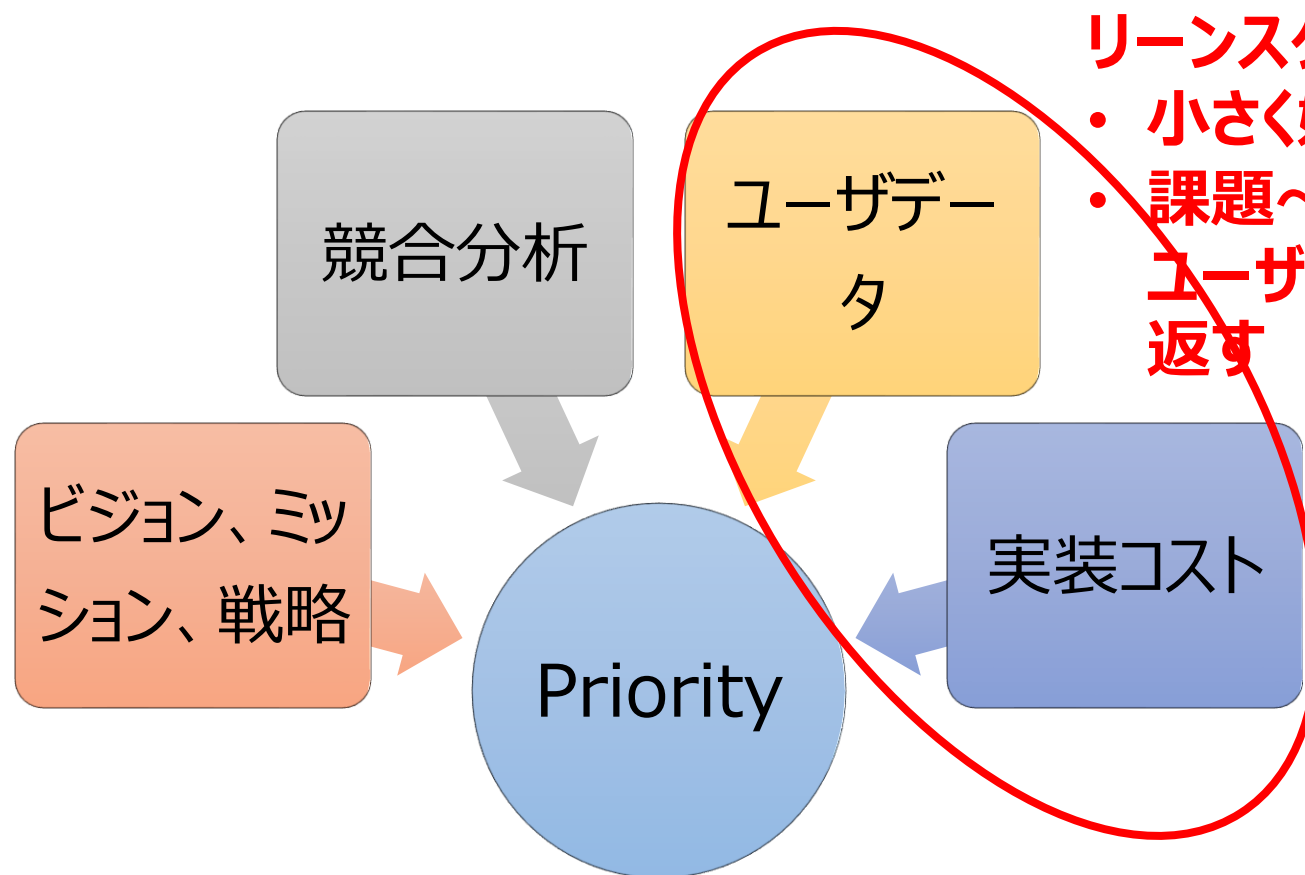 リーンスタ
• 小さく始
• 課題～
ユーザ
返す
競合分析
ユーザデー
タ
ビジョン、ミッ
ション、戦略
実装コスト
Priority